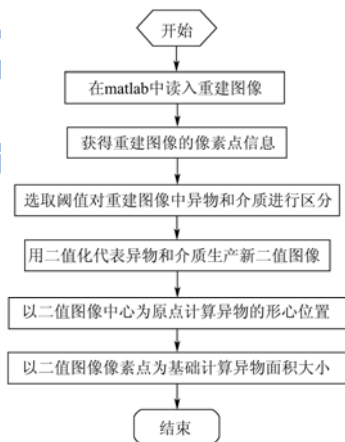 开始
在matlab中读入重建图像
获得重建图像的像素点信息
选取阈值对重建图像中异物和介质进行区分
用二值化代表异物和介质生产新二值图像
以二值图像中心为原点计算异物的形心位置
以二值图像像素点为基础计算异物面积大小
结束